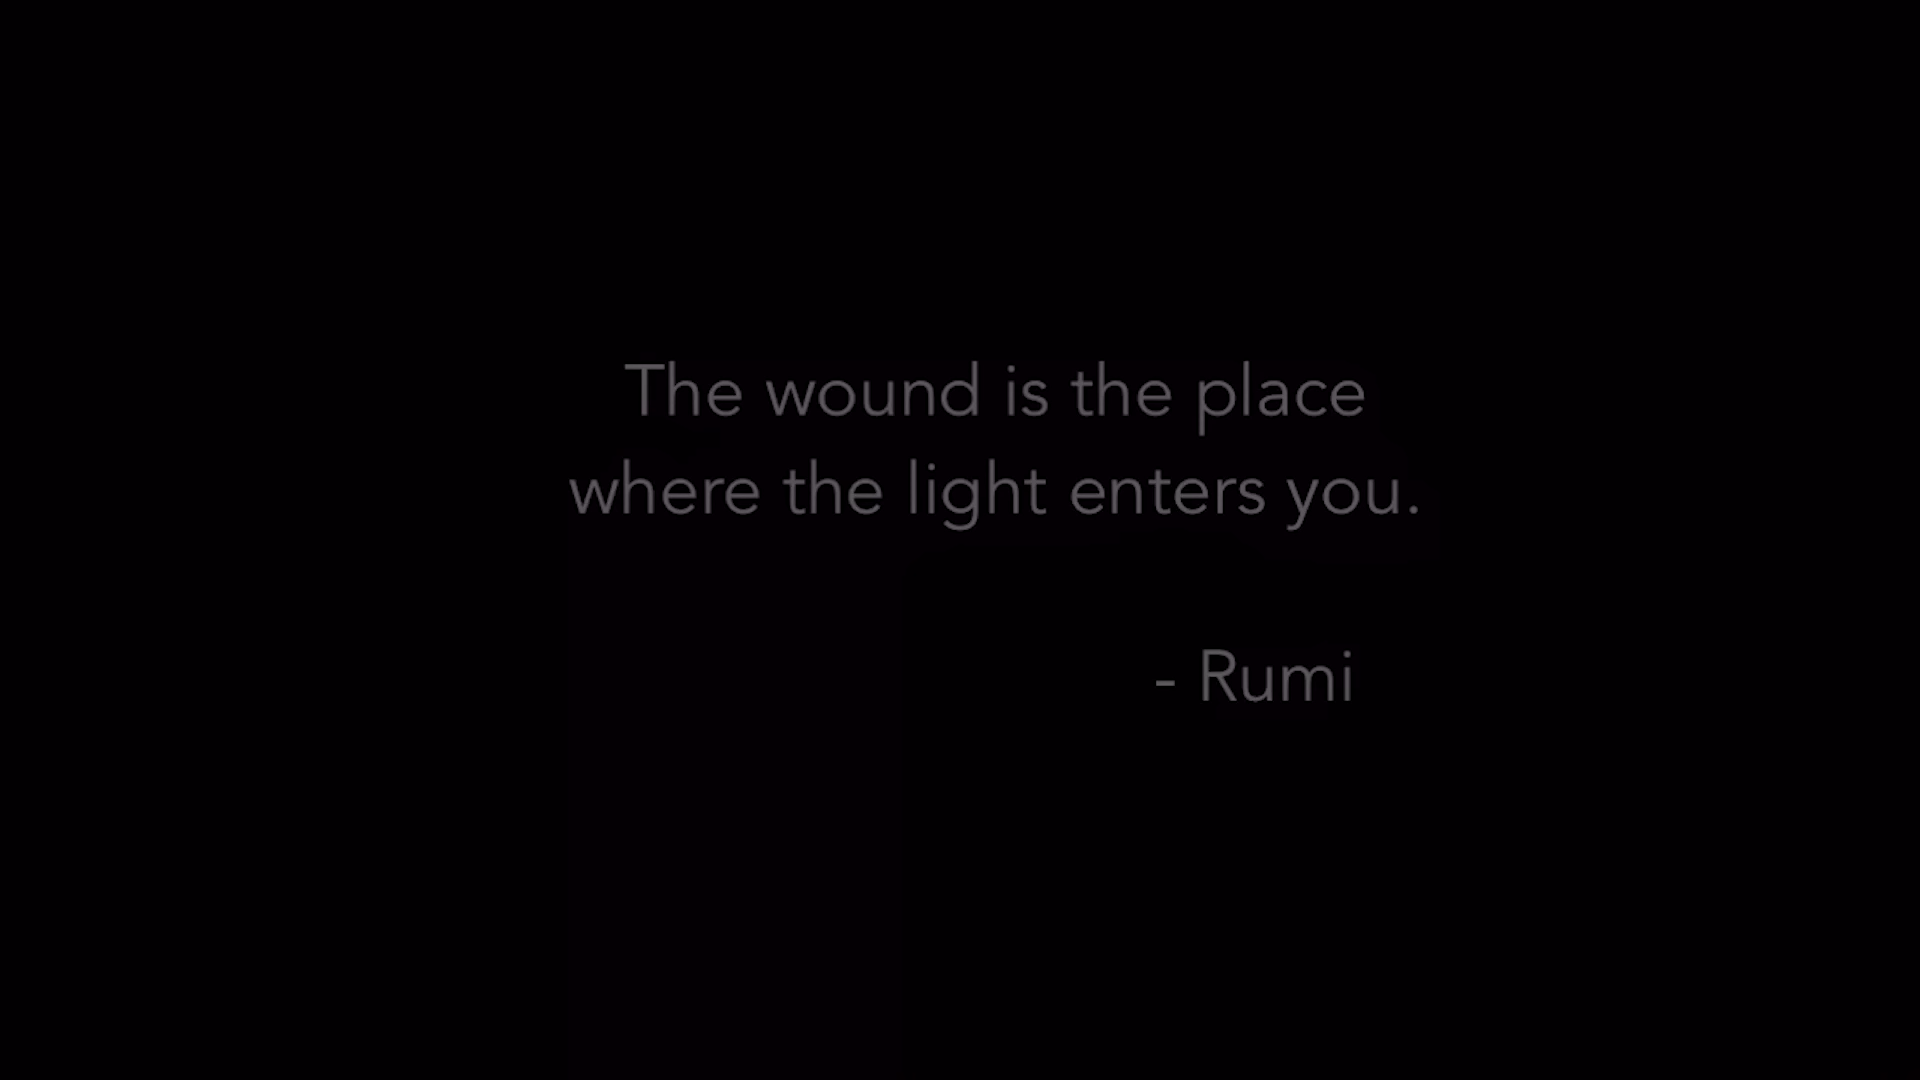 The wound is the place
where the light enters you.
- Rumi